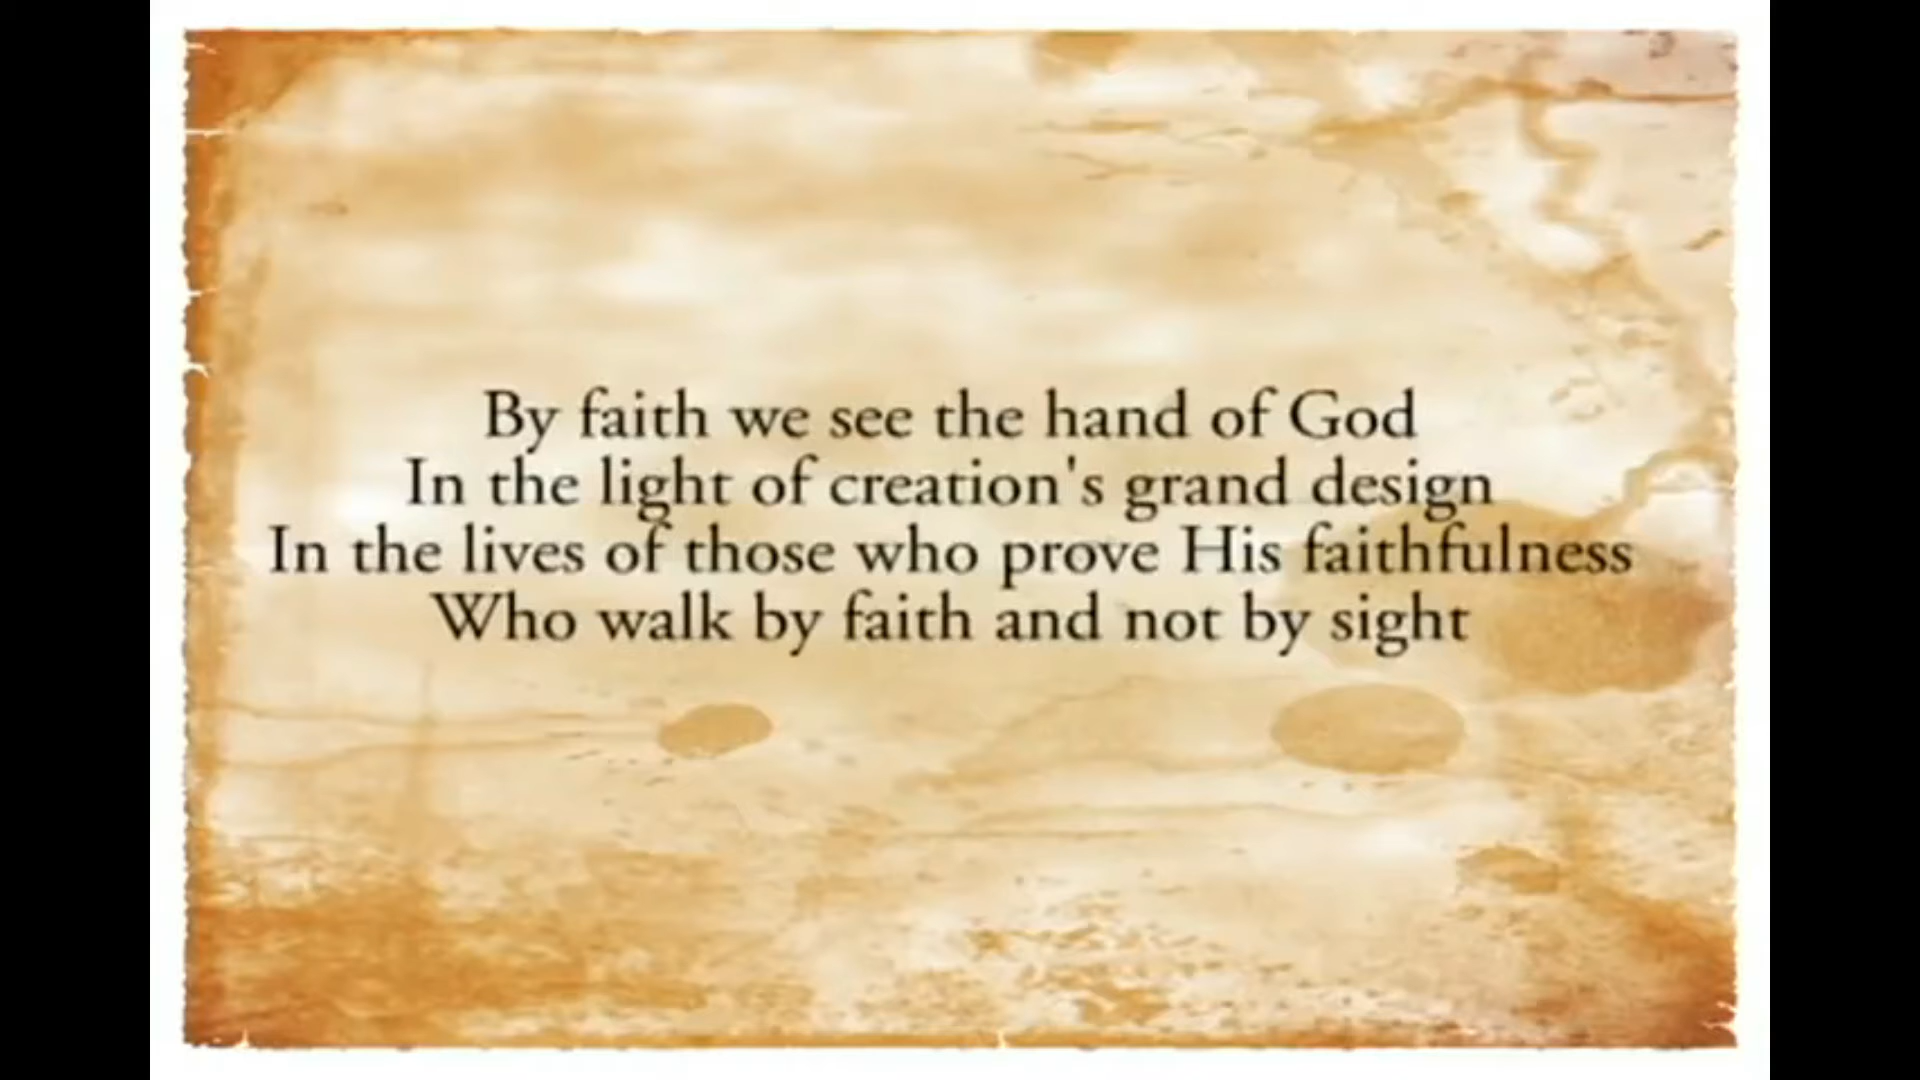 By faith we see the hand of God
In the light of creation's grand design
In the lives of those who prove His faithfulness
Who walk by faith and not by sight